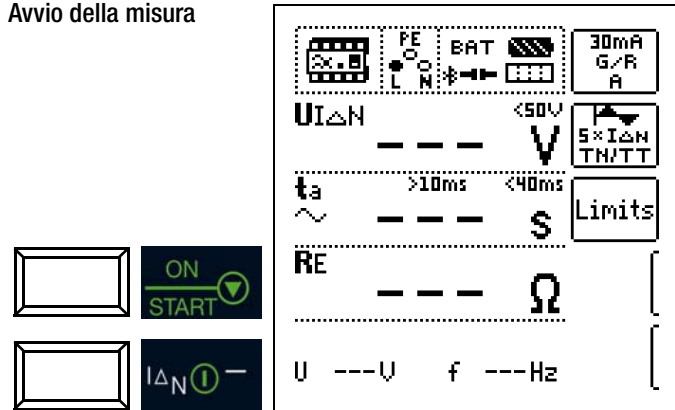 Avvio della misura
PE
L N
BAT
30mA
G/R
A
UI△N <50V
--- V
5×I△N
TN/TT
ta >10ms <40ms
~ --- s
Limits
RE
--- Ω
ON
START
I△N I –
U ---V f ---Hz